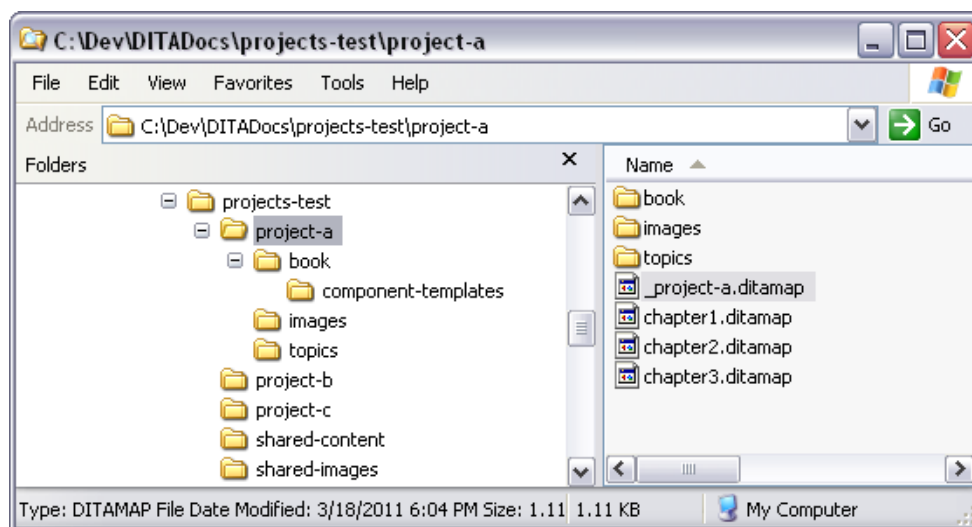 C:\Dev\DITADocs\projects-test\project-a
File Edit View Favorites Tools Help
Address C:\Dev\DITADocs\projects-test\project-a Go
Folders
projects-test
project-a
book
component-templates
images
topics
project-b
project-c
shared-content
shared-images
Name
book
images
topics
_project-a.ditamap
chapter1.ditamap
chapter2.ditamap
chapter3.ditamap
Type: DITAMAP File Date Modified: 3/18/2011 6:04 PM Size: 1.11 1.11 KB My Computer